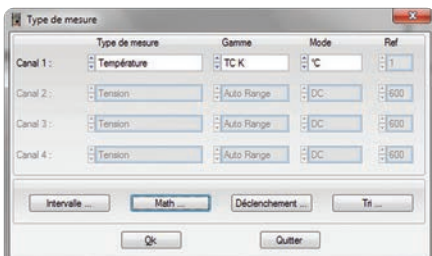 Type de mesure
Type de mesure Gamme Mode Ref
Canal 1 : Température TC K °C 1
Canal 2 : Tension Auto Range DC 600
Canal 3 : Tension Auto Range DC 600
Canal 4 : Tension Auto Range DC 600
Intervalle ... Math ... Déclenchement ... Tri ...
Ok Quitter